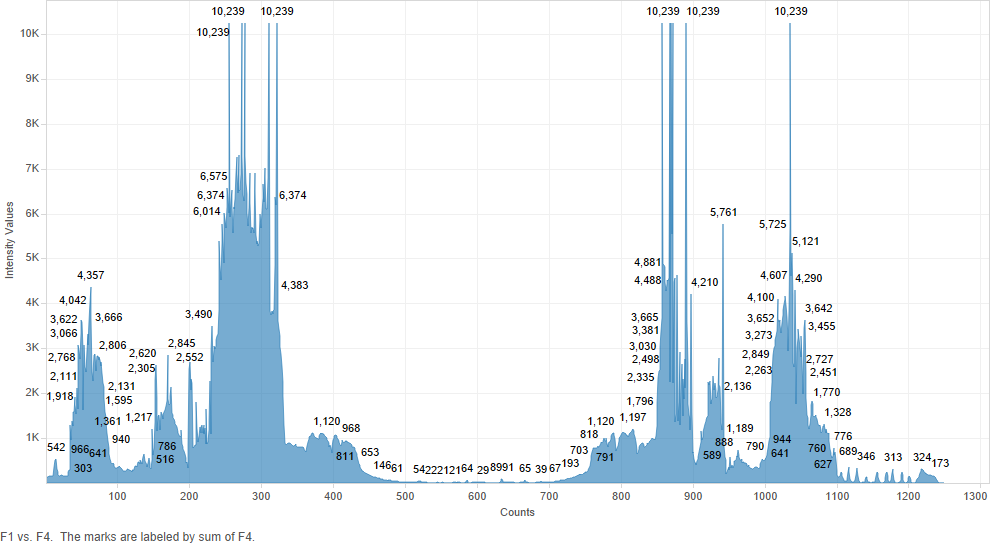 10,239 10,239 10,239 10,239 10,239
10K 10,239
9K
8K
7K
6,575
6,374 6,374
6K 6,014 5,761
5,725
5,121
5K
4,881
4,357 4,488 4,607 4,290
4,383 4,210
4,042 4,100
4K
3,622 3,666 3,490 3,665 3,652 3,642
3,066 3,381 3,273 3,455
3K
2,806 2,845 3,030
2,768 2,620 2,552 2,498 2,849 2,727
2,111 2,305 2,335 2,263 2,451
2K
1,918 2,131 1,796 2,136 1,770
1,595
1,361 1,217 1,120 1,120 1,197 1,189 1,328
1K
940 968 818 888 944 776
542 966 641 786 811 653 703 791 589 790 641 760 689
303 516 146 61 542212164 29 8991 65 39 67 193 627 346 313 324 173
100 200 300 400 500 600 700 800 900 1000 1100 1200 1300
Counts
Intensity Values
F1 vs. F4. The marks are labeled by sum of F4.